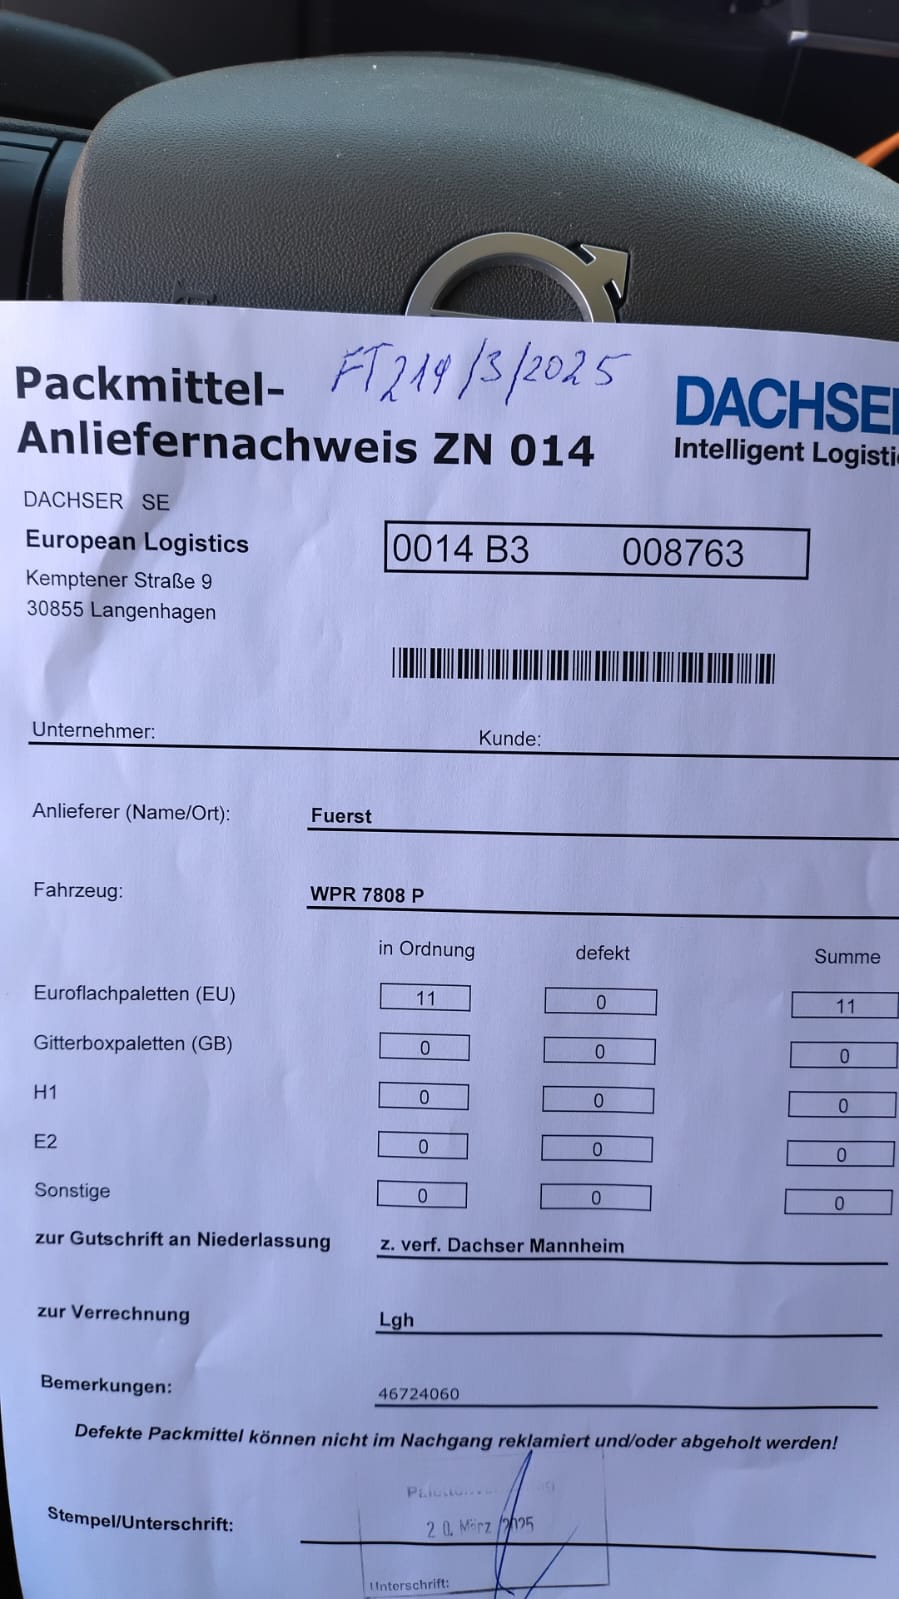 FT219/3/2025
Packmittel-
Anliefernachweis ZN 014
DACHSER
Intelligent Logisti
DACHSER SE
European Logistics
Kemptener Straße 9
30855 Langenhagen
0014 B3 008763
Unternehmer: Kunde:
Anlieferer (Name/Ort): Fuerst
Fahrzeug: WPR 7808 P
in Ordnung defekt Summe
Euroflachpaletten (EU) 11 0 11
Gitterboxpaletten (GB) 0 0 0
H1 0 0 0
E2 0 0 0
Sonstige 0 0 0
zur Gutschrift an Niederlassung z. verf. Dachser Mannheim
zur Verrechnung Lgh
Bemerkungen: 46724060
Defekte Packmittel können nicht im Nachgang reklamiert und/oder abgeholt werden!
Stempel/Unterschrift: 20. März 2025
Unterschrift: